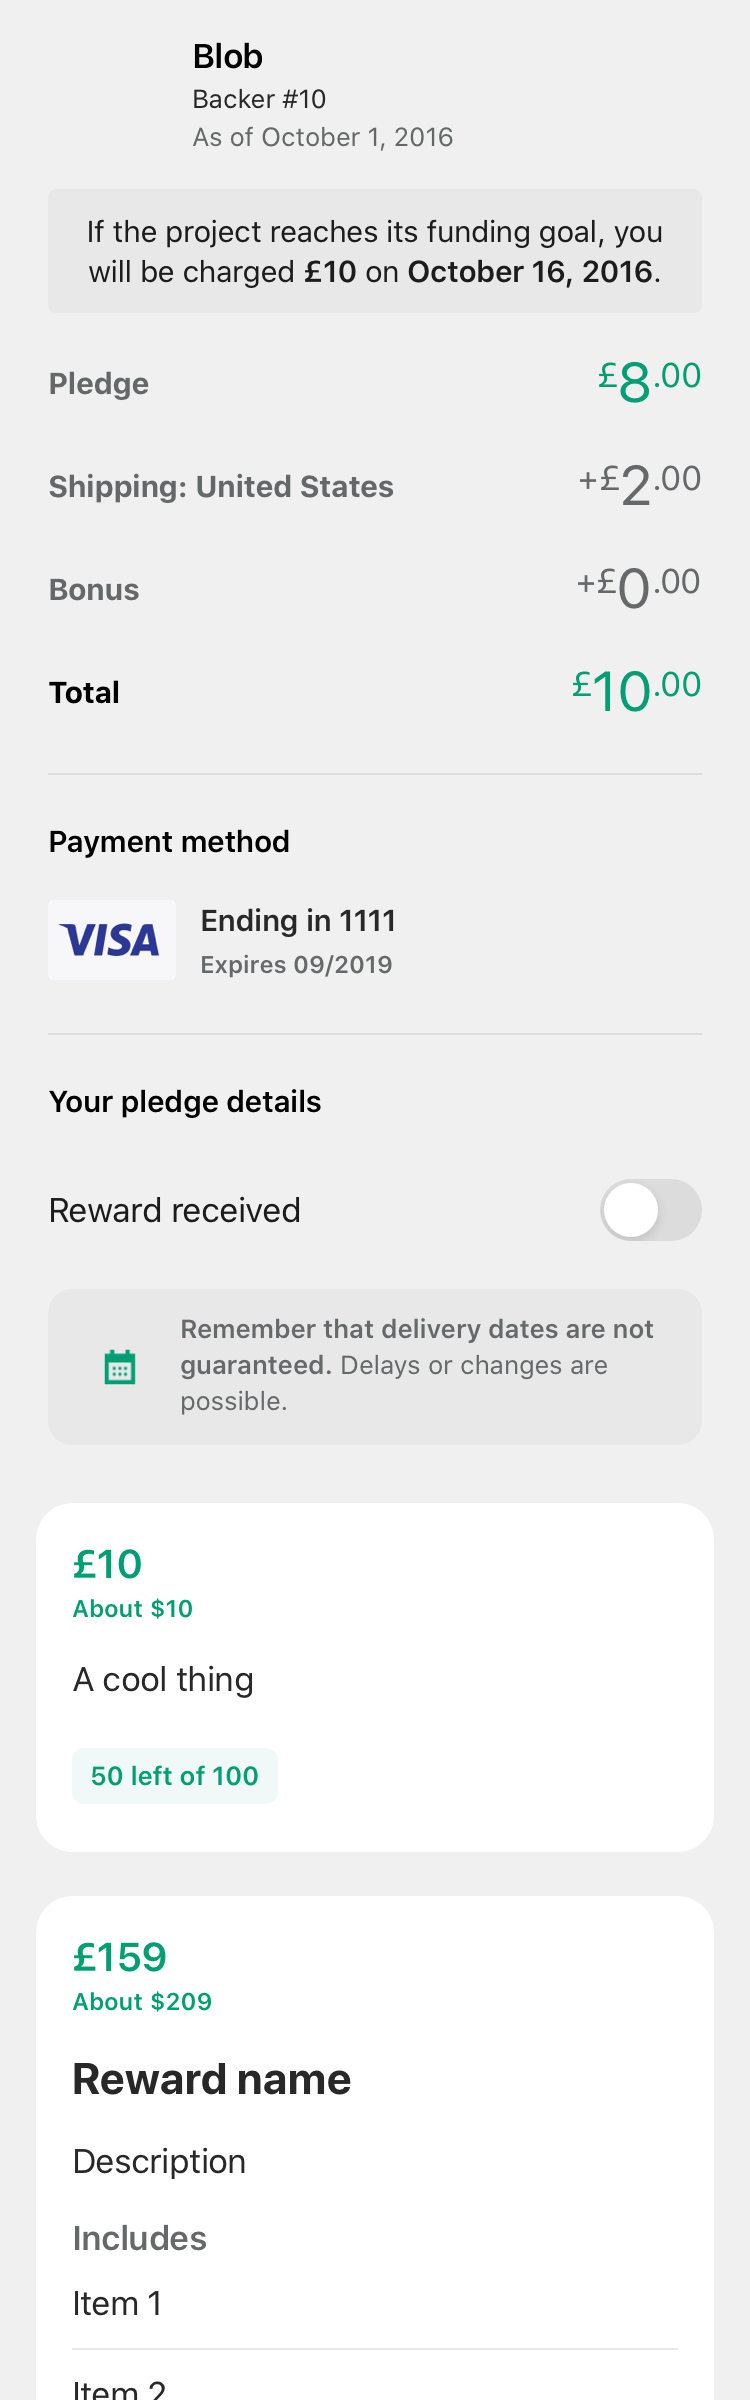 Blob
Backer #10
As of October 1, 2016
If the project reaches its funding goal, you
will be charged £10 on October 16, 2016.
Pledge £8.00
Shipping: United States +£2.00
Bonus +£0.00
Total £10.00
Payment method
VISA
Ending in 1111
Expires 09/2019
Your pledge details
Reward received
Remember that delivery dates are not
guaranteed. Delays or changes are
possible.
£10
About $10
A cool thing
50 left of 100
£159
About $209
Reward name
Description
Includes
Item 1
Item 2